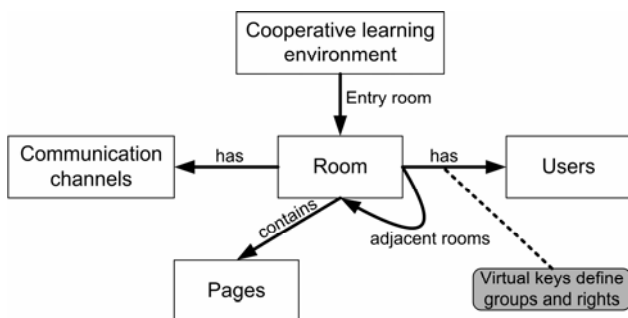 Cooperative learning
environment
Entry room
Communication
channels
has
Room
has
Users
contains
adjacent rooms
Pages
Virtual keys define
groups and rights